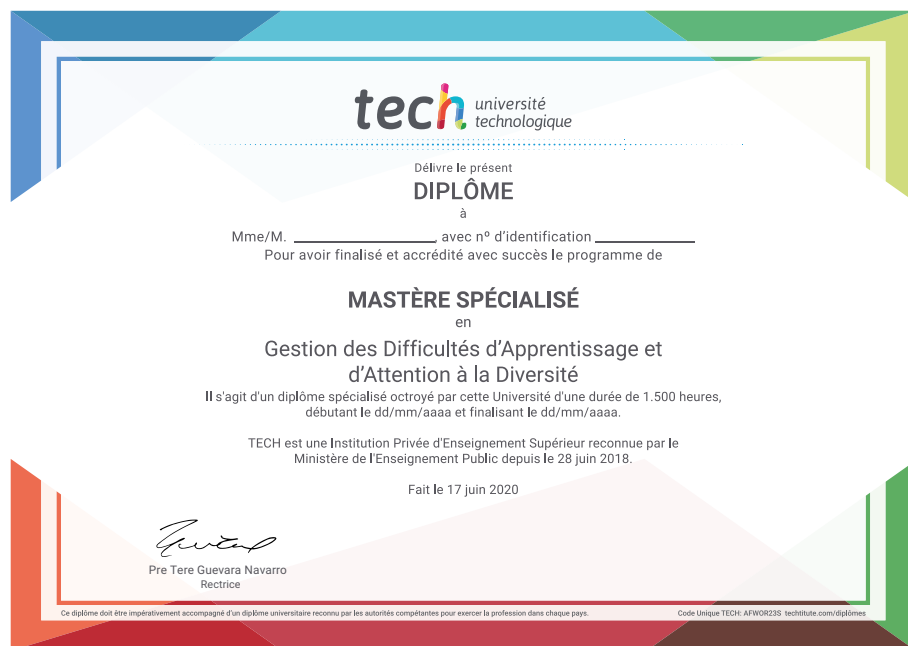 tech université
technologique
Délivre le présent
DIPLÔME
à
Mme/M. ____________________, avec nº d'identification ______________
Pour avoir finalisé et accrédité avec succès le programme de
MASTÈRE SPÉCIALISÉ
en
Gestion des Difficultés d'Apprentissage et
d'Attention à la Diversité
Il s'agit d'un diplôme spécialisé octroyé par cette Université d'une durée de 1.500 heures,
débutant le dd/mm/aaaa et finalisant le dd/mm/aaaa.
TECH est une Institution Privée d'Enseignement Supérieur reconnue par le
Ministère de l'Enseignement Public depuis le 28 juin 2018.
Fait le 17 juin 2020
Pre Tere Guevara Navarro
Rectrice
Ce diplôme doit être impérativement accompagné d'un diplôme universitaire reconnu par les autorités compétantes pour exercer la profession dans chaque pays.
Code Unique TECH: AFWOR23S techtitute.com/diplômes